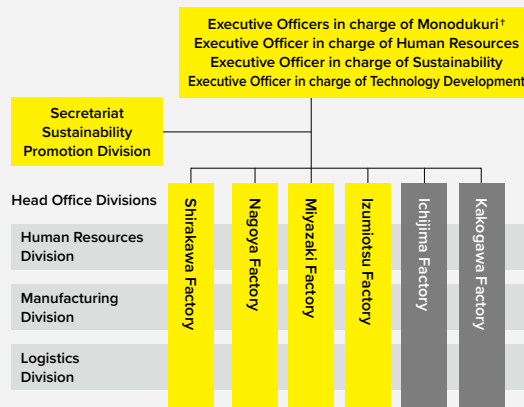 Executive Officers in charge of Monodukuri†
Executive Officer in charge of Human Resources
Executive Officer in charge of Sustainability
Executive Officer in charge of Technology Development
Secretariat
Sustainability
Promotion Division
Head Office Divisions
Human Resources
Division
Manufacturing
Division
Logistics
Division
Shirakawa Factory
Nagoya Factory
Miyazaki Factory
Izumiotsu Factory
Ichijima Factory
Kakogawa Factory